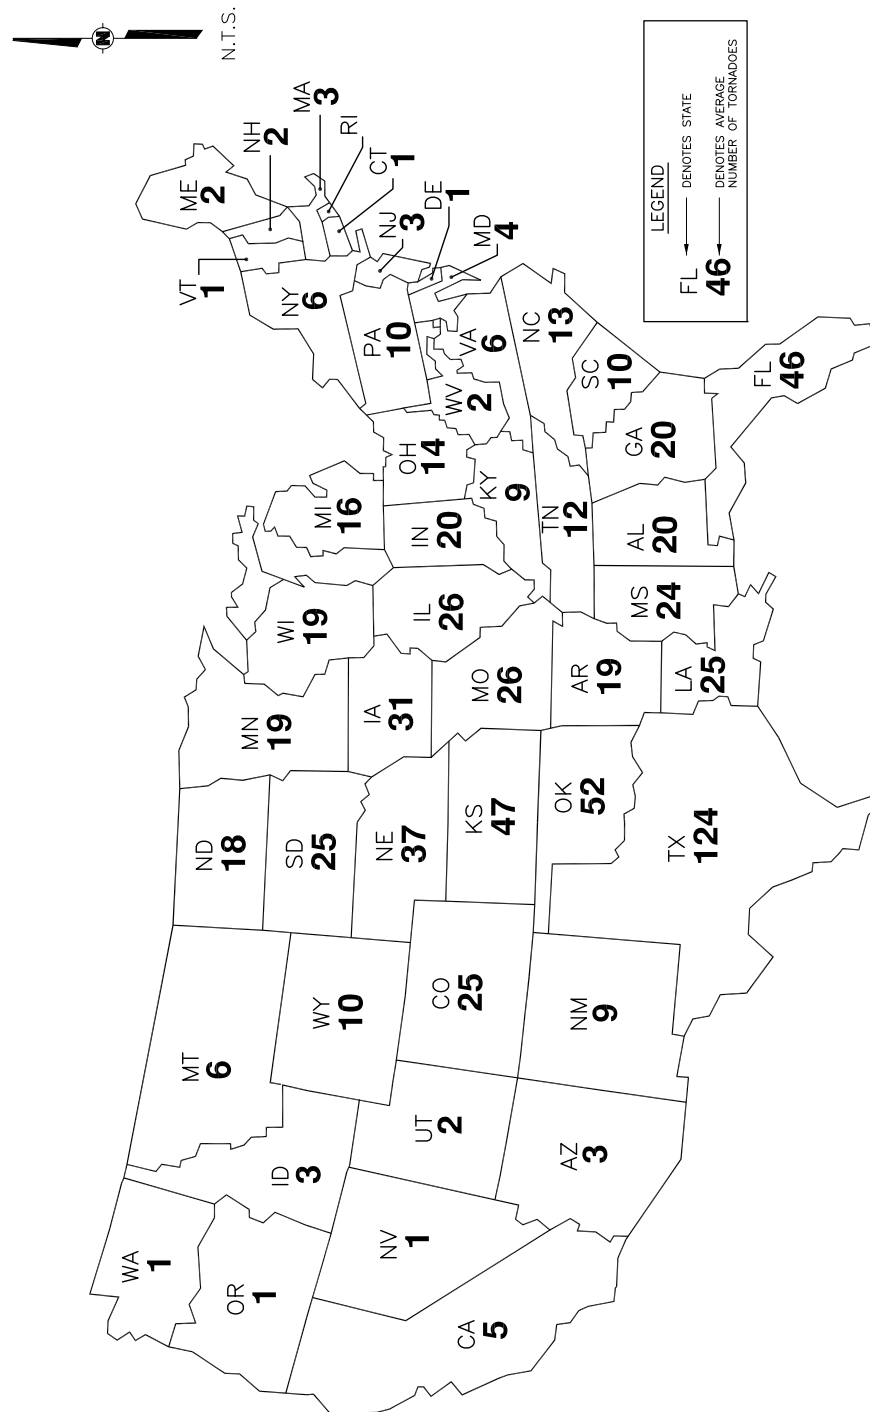 WA
1
OR
1
CA
5
NV
1
ID
3
MT
6
WY
10
UT
2
AZ
3
CO
25
NM
9
ND
18
SD
25
NE
37
KS
47
OK
52
TX
124
MN
19
IA
31
MO
26
AR
19
LA
25
WI
19
IL
26
MS
24
MI
16
IN
20
KY
9
TN
12
AL
20
OH
14
GA
20
FL
46
WV
2
VA
6
NC
13
SC
10
PA
10
NY
6
VT
1
ME
2
NH
2
MA
3
RI
CT
1
NJ
3
DE
1
MD
4
N
N.T.S.
LEGEND
FL
DENOTES STATE
46
DENOTES AVERAGE
NUMBER OF TORNADOES